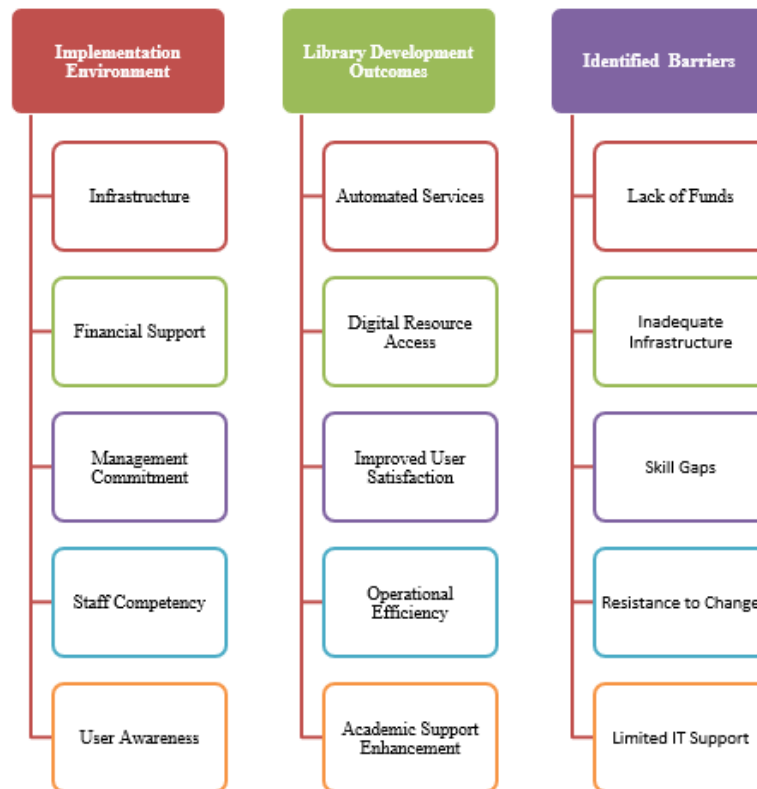 Implementation
Environment
Infrastructure
Financial Support
Management
Commitment
Staff Competency
User Awareness
Library Development
Outcomes
Automated Services
Digital Resource
Access
Improved User
Satisfaction
Operational
Efficiency
Academic Support
Enhancement
Identified Barriers
Lack of Funds
Inadequate
Infrastructure
Skill Gaps
Resistance to Change
Limited IT Support